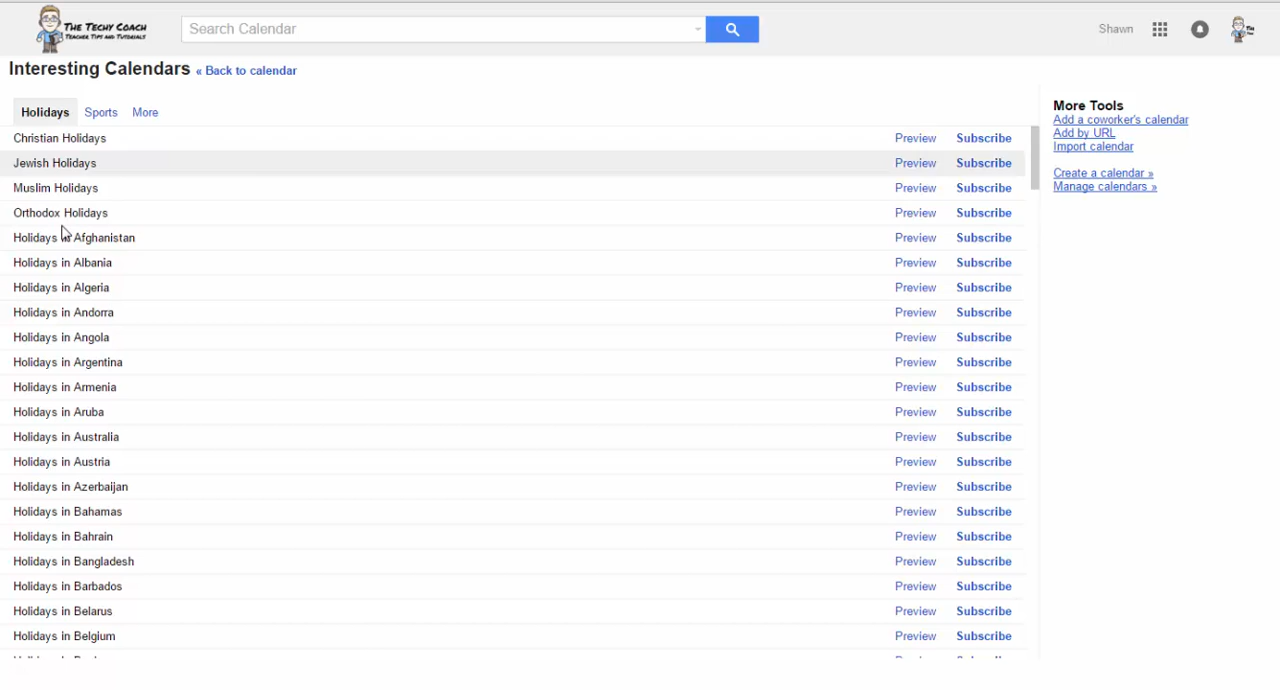 THE TECHY COACH
TEACHER TIPS AND TUTORIALS
Search Calendar
Shawn
Interesting Calendars « Back to calendar
Holidays Sports More
Christian Holidays Preview Subscribe
Jewish Holidays Preview Subscribe
Muslim Holidays Preview Subscribe
Orthodox Holidays Preview Subscribe
Holidays in Afghanistan Preview Subscribe
Holidays in Albania Preview Subscribe
Holidays in Algeria Preview Subscribe
Holidays in Andorra Preview Subscribe
Holidays in Angola Preview Subscribe
Holidays in Argentina Preview Subscribe
Holidays in Armenia Preview Subscribe
Holidays in Aruba Preview Subscribe
Holidays in Australia Preview Subscribe
Holidays in Austria Preview Subscribe
Holidays in Azerbaijan Preview Subscribe
Holidays in Bahamas Preview Subscribe
Holidays in Bahrain Preview Subscribe
Holidays in Bangladesh Preview Subscribe
Holidays in Barbados Preview Subscribe
Holidays in Belarus Preview Subscribe
Holidays in Belgium Preview Subscribe
More Tools
Add a coworker's calendar
Add by URL
Import calendar
Create a calendar »
Manage calendars »